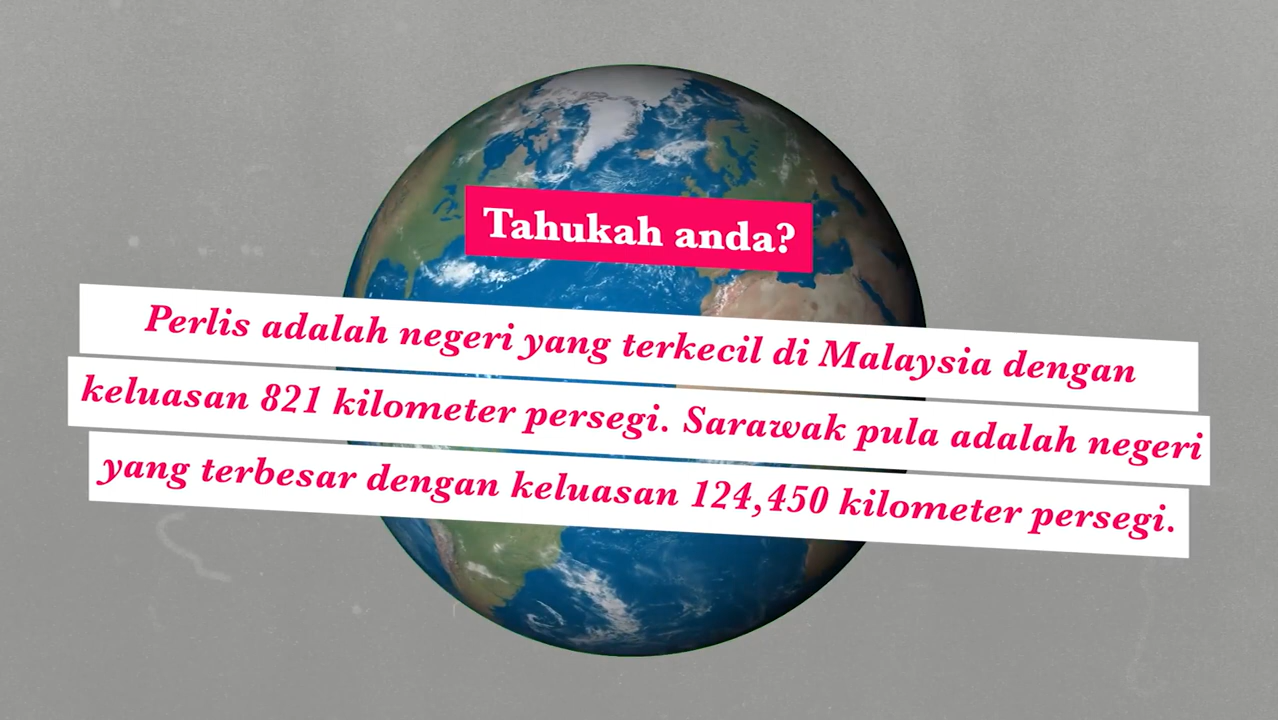 Tahukah anda?
Perlis adalah negeri yang terkecil di Malaysia dengan
keluasan 821 kilometer persegi. Sarawak pula adalah negeri
yang terbesar dengan keluasan 124,450 kilometer persegi.